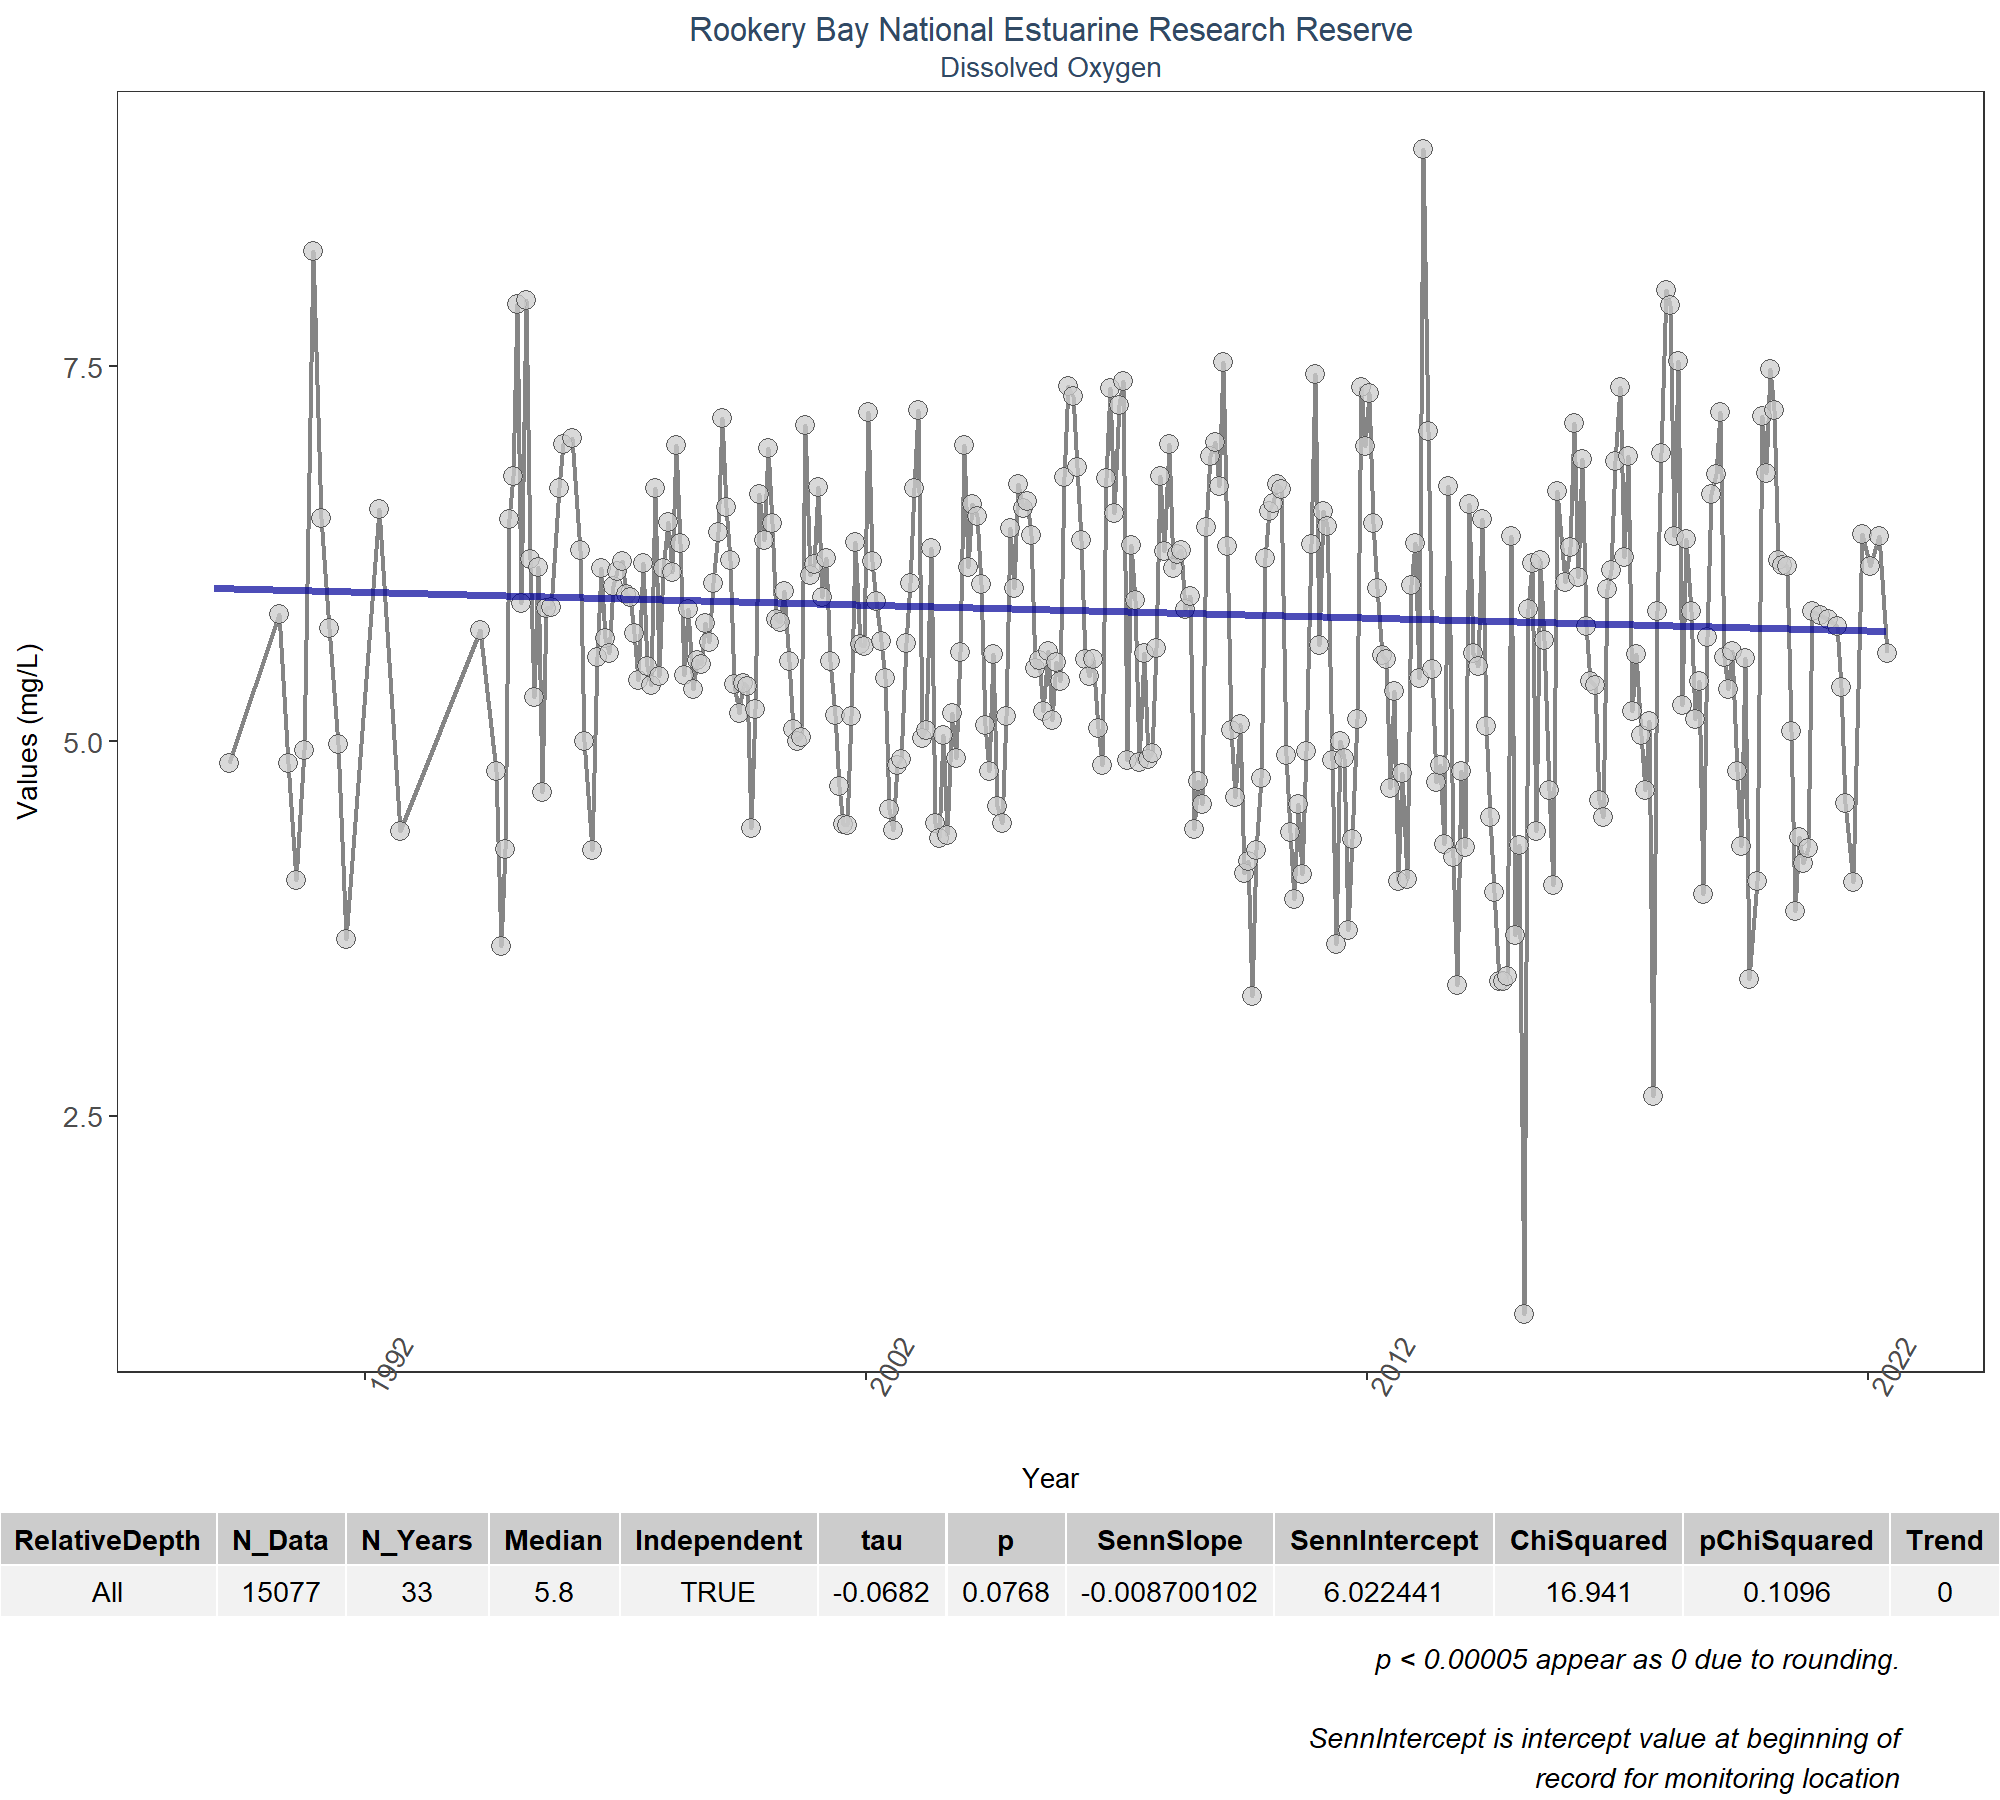 Rookery Bay National Estuarine Research Reserve
Dissolved Oxygen
Values (mg/L)
7.5
5.0
2.5
1992 2002 2012 2022
Year
RelativeDepth N_Data N_Years Median Independent tau p SennSlope SennIntercept ChiSquared pChiSquared Trend
All 15077 33 5.8 TRUE -0.0682 0.0768 -0.008700102 6.022441 16.941 0.1096 0
p < 0.00005 appear as 0 due to rounding.
SennIntercept is intercept value at beginning of
record for monitoring location